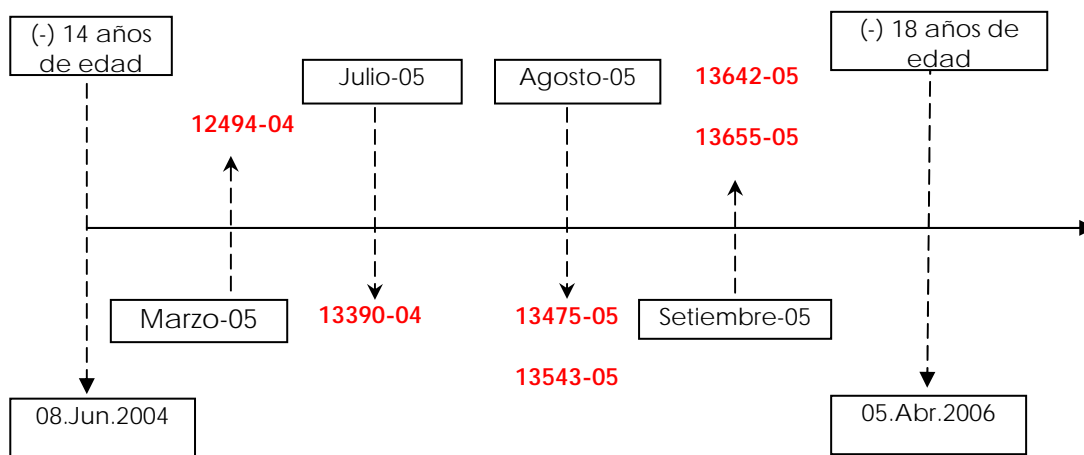 (-) 14 años
de edad
(-) 18 años de
edad
Julio-05
Agosto-05
13642-05
12494-04
13655-05
Marzo-05
13390-04
13475-05
Setiembre-05
13543-05
08.Jun.2004
05.Abr.2006